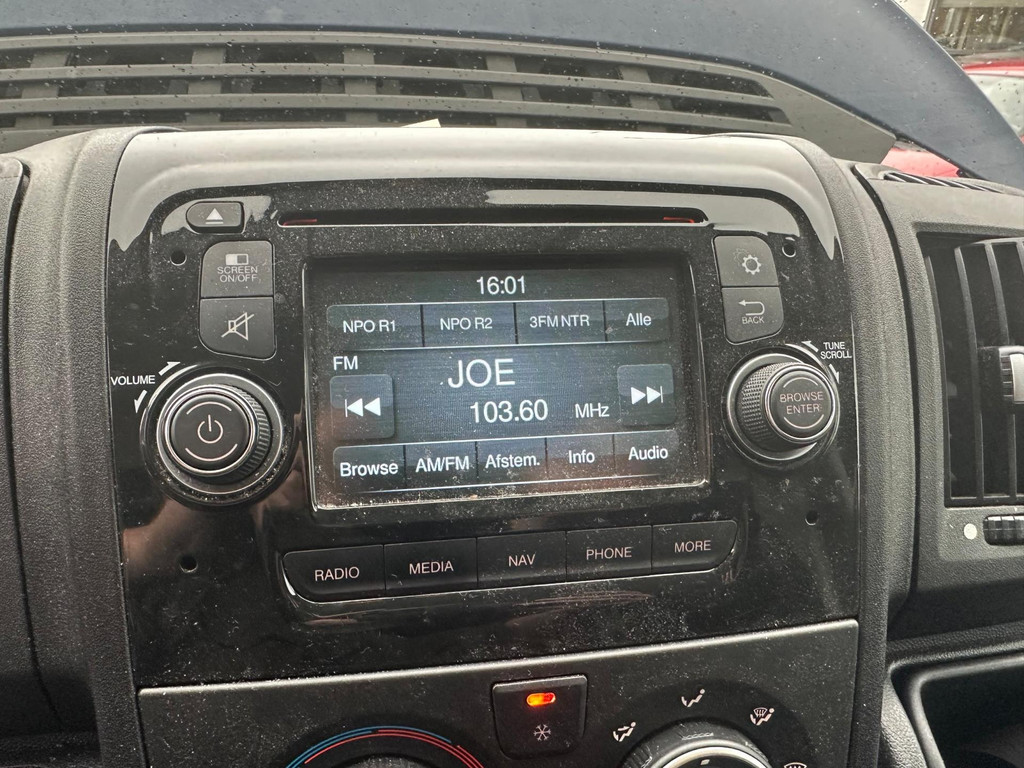 SCREEN
ON/OFF
16:01
NPO R1 NPO R2 3FM NTR Alle
BACK
FM
JOE
103.60 MHz
VOLUME
TUNE
SCROLL
BROWSE
ENTER
Browse AM/FM Afstem. Info Audio
RADIO MEDIA NAV PHONE MORE